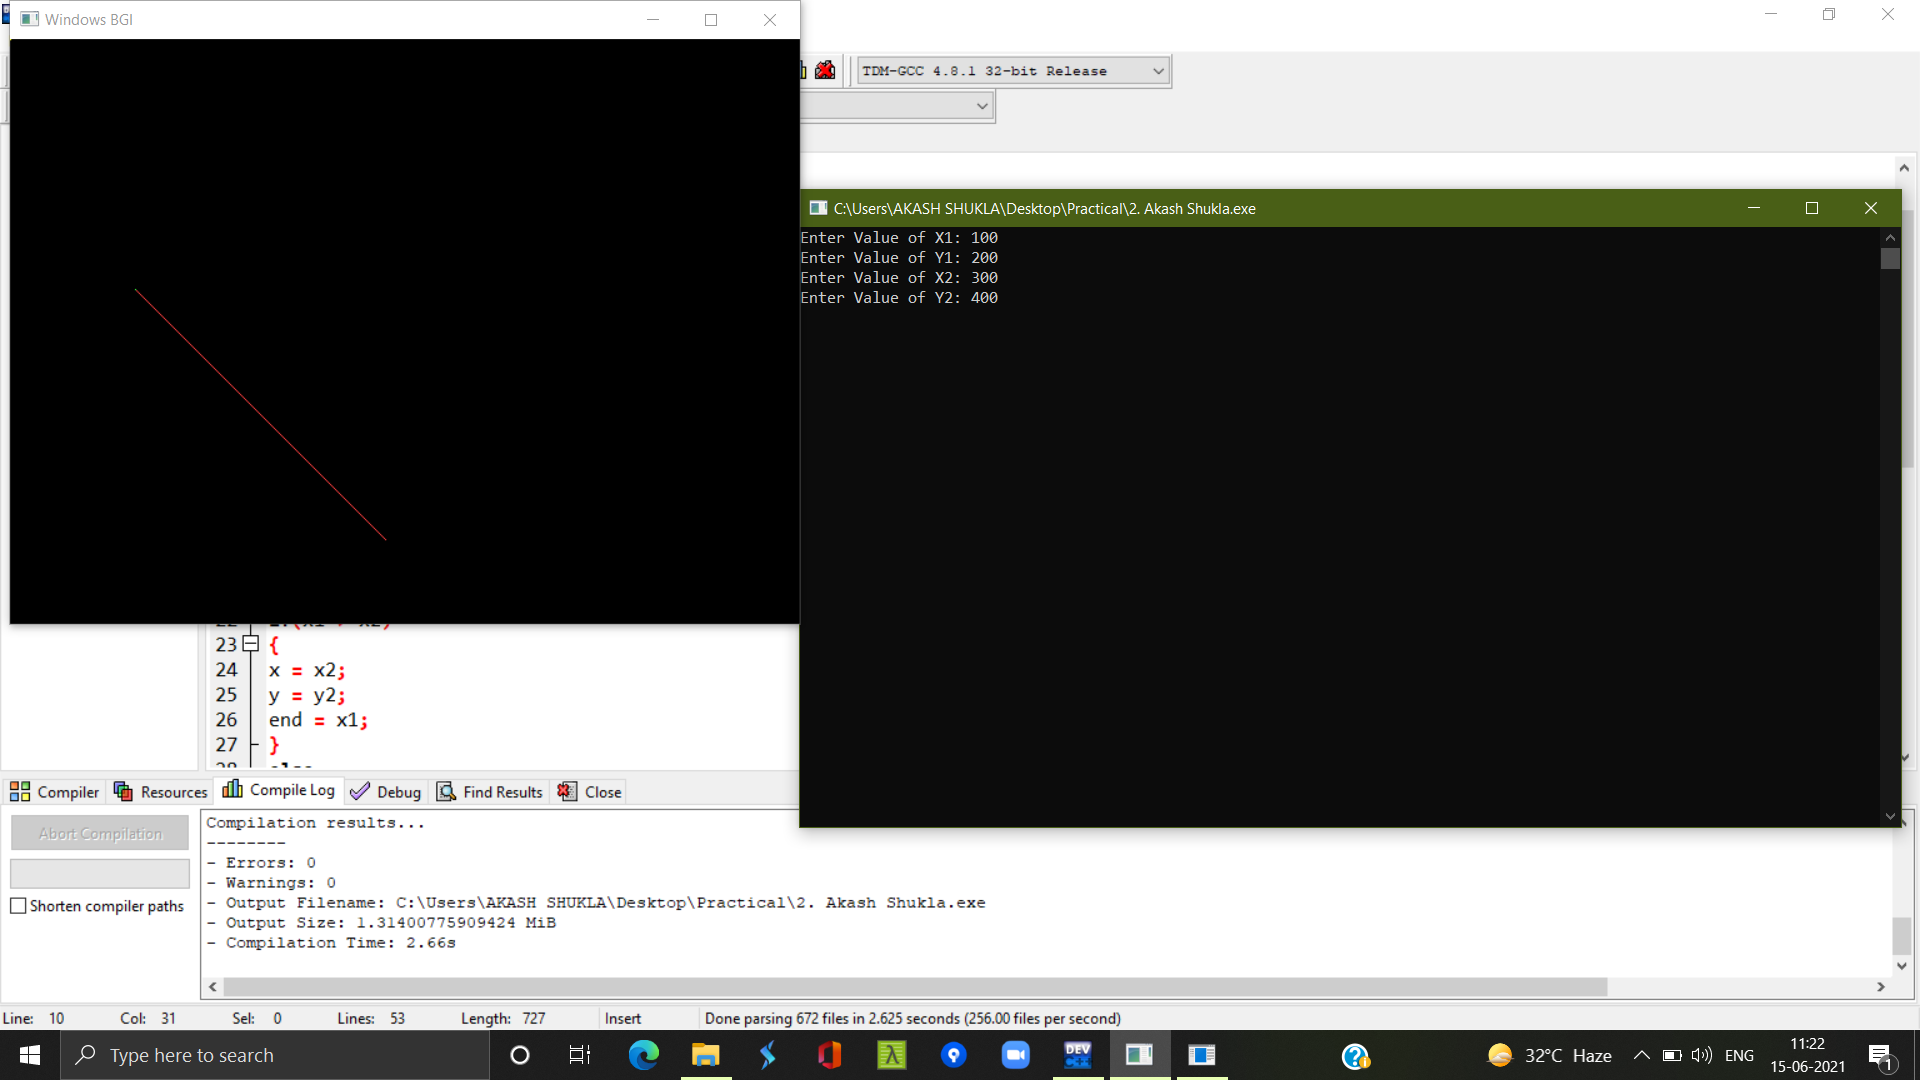 Windows BGI
TDM-GCC 4.8.1 32-bit Release
C:\Users\AKASH SHUKLA\Desktop\Practical\2. Akash Shukla.exe
Enter Value of X1: 100
Enter Value of Y1: 200
Enter Value of X2: 300
Enter Value of Y2: 400
23 {
24 x = x2;
25 y = y2;
26 end = x1;
27 }
Compiler Resources Compile Log Debug Find Results Close
Abort Compilation
Shorten compiler paths
Compilation results...
--------
- Errors: 0
- Warnings: 0
- Output Filename: C:\Users\AKASH SHUKLA\Desktop\Practical\2. Akash Shukla.exe
- Output Size: 1.31400775909424 MiB
- Compilation Time: 2.66s
Line: 10 Col: 31 Sel: 0 Lines: 53 Length: 727 Insert Done parsing 672 files in 2.625 seconds (256.00 files per second)
Type here to search
DEV C++
32°C Haze
ENG
11:22
15-06-2021
1